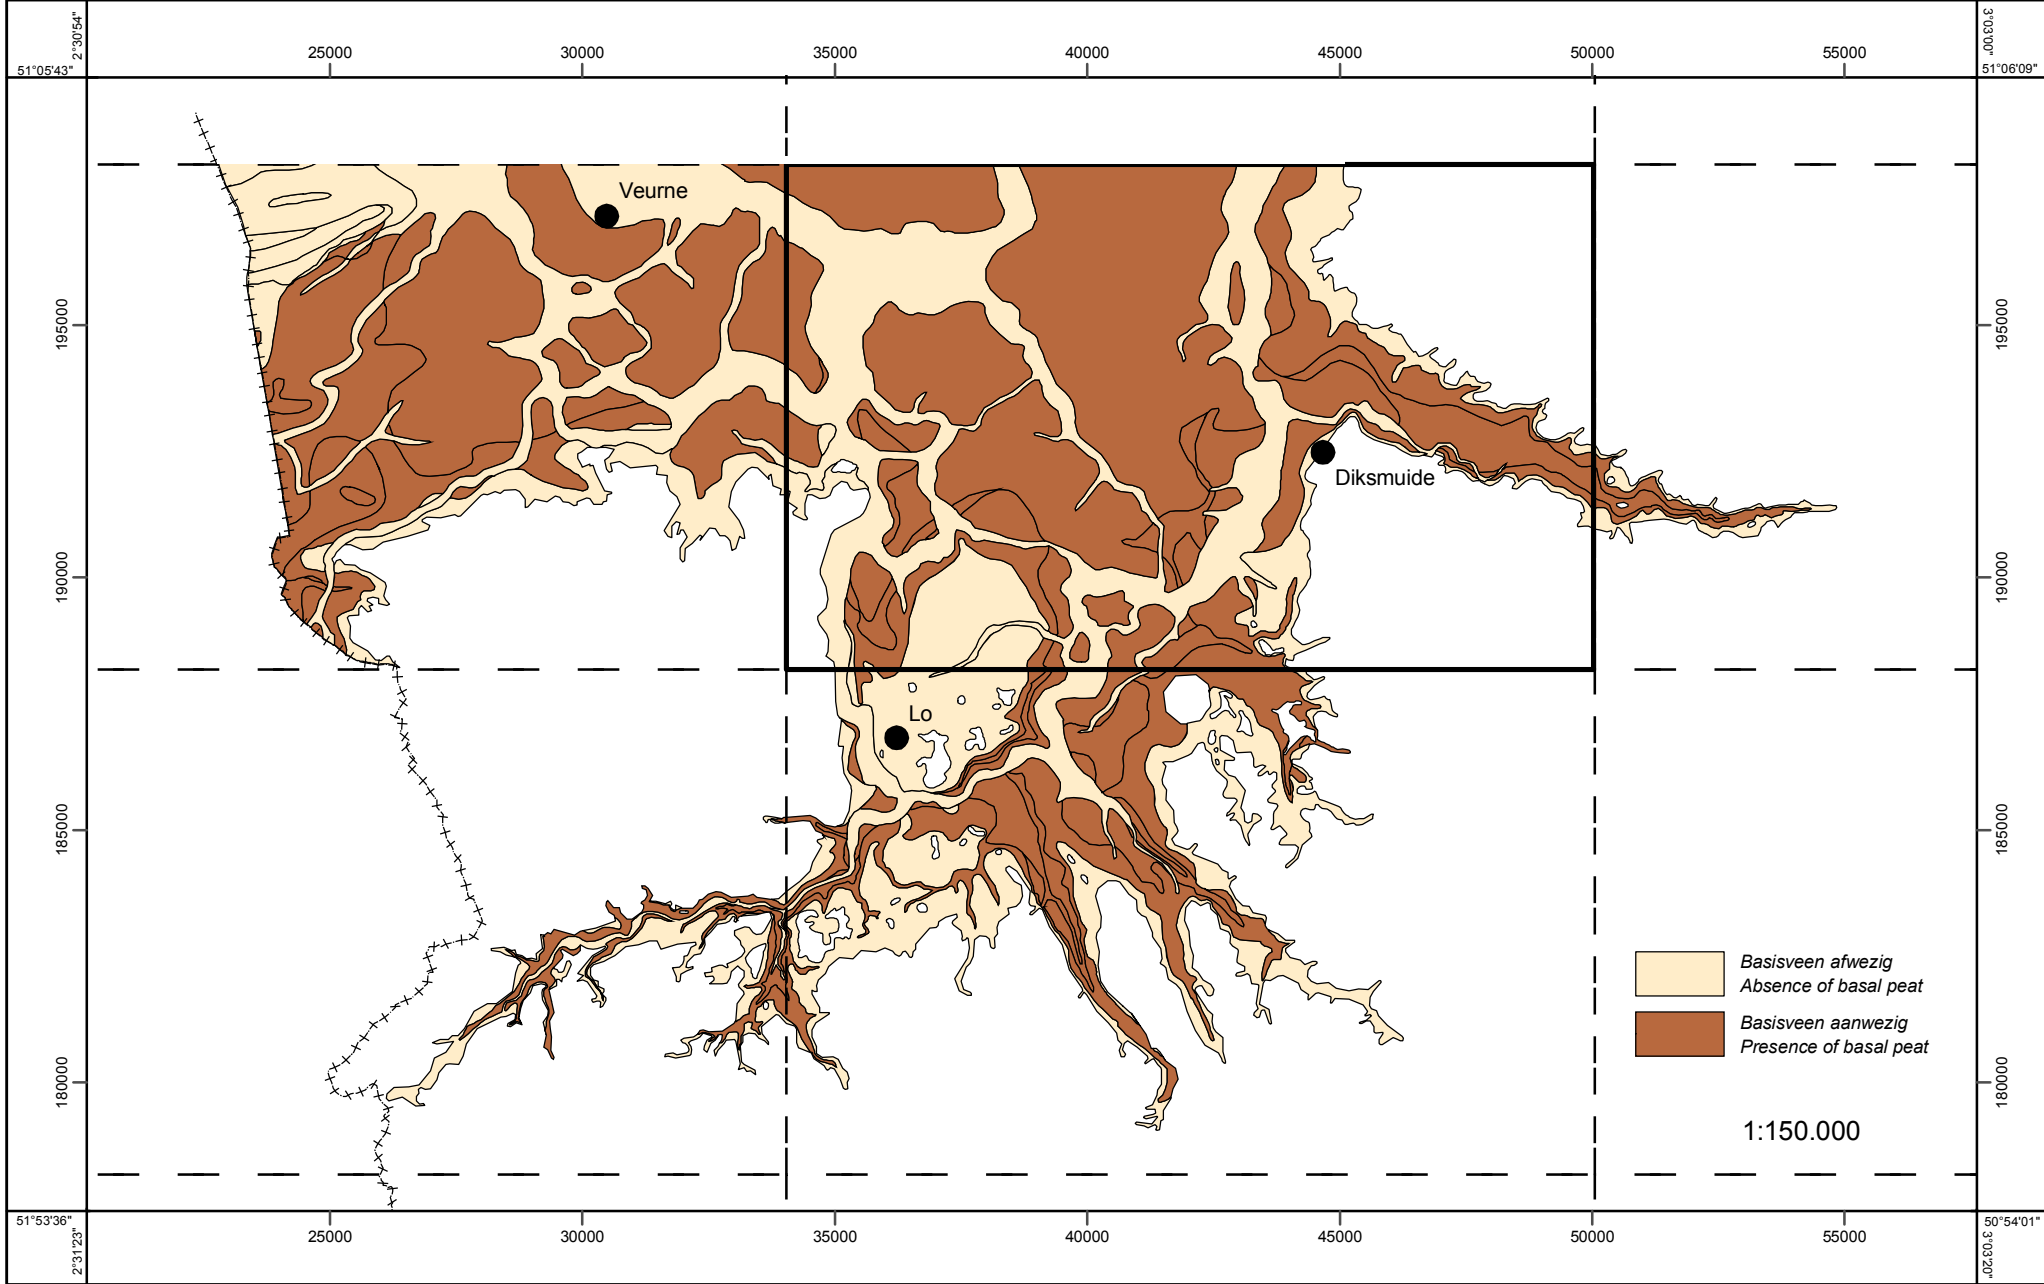 2°30'54"
3°03'00"
25000 30000 35000 40000 45000 50000 55000
51°05'43"
51°06'09"
Veurne
195000
195000
Diksmuide
190000
190000
Lo
185000
185000
Basisveen afwezig
Absence of basal peat
Basisveen aanwezig
Presence of basal peat
180000
180000
1:150.000
51°53'36"
50°54'01"
25000 30000 35000 40000 45000 50000 55000
2°31'23"
3°03'20"